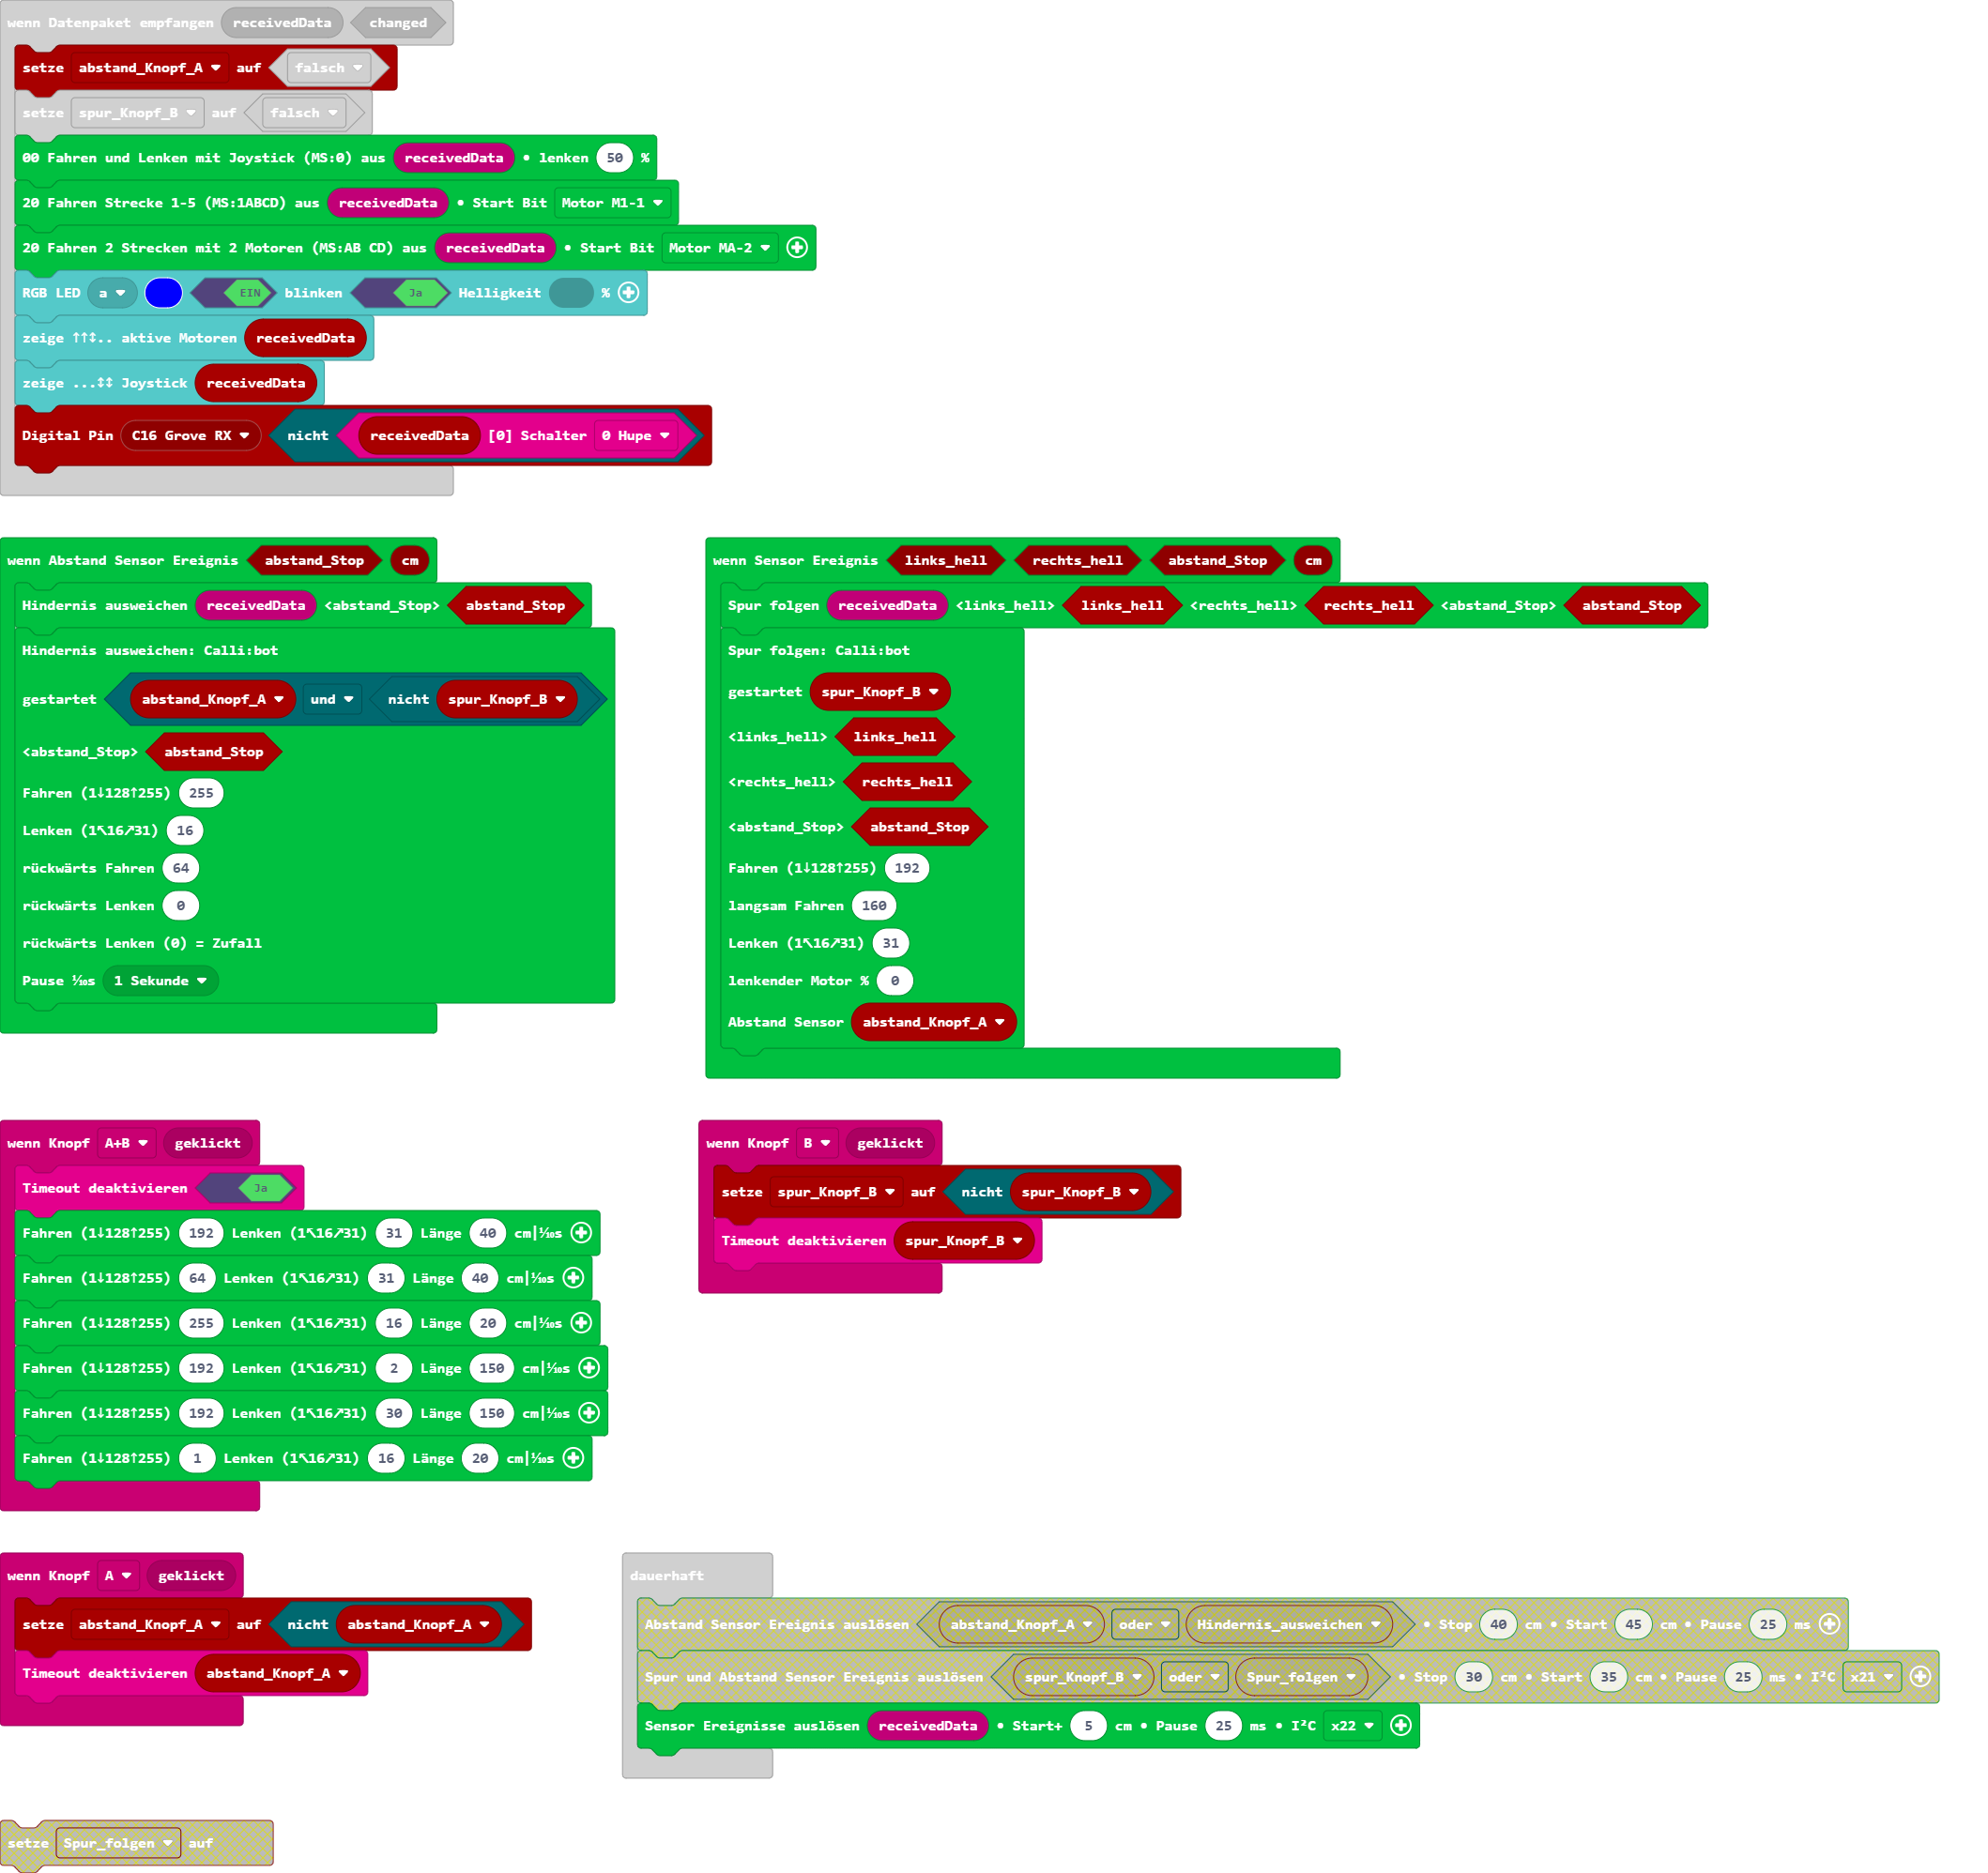 wenn Datenpaket empfangen receivedData changed
setze abstand_Knopf_A auf falsch
setze spur_Knopf_B auf falsch
00 Fahren und Lenken mit Joystick (MS:0) aus receivedData • lenken 50 %
20 Fahren Strecke 1-5 (MS:1ABCD) aus receivedData • Start Bit Motor M1-1
20 Fahren 2 Strecken mit 2 Motoren (MS:AB CD) aus receivedData • Start Bit Motor MA-2
RGB LED a EIN blinken Ja Helligkeit %
zeige ↑↑↕.. aktive Motoren receivedData
zeige ...↕↕ Joystick receivedData
Digital Pin C16 Grove RX nicht receivedData [0] Schalter 0 Hupe
wenn Abstand Sensor Ereignis abstand_Stop cm
Hindernis ausweichen receivedData <abstand_Stop> abstand_Stop
Hindernis ausweichen: Calli:bot
gestartet abstand_Knopf_A und nicht spur_Knopf_B
<abstand_Stop> abstand_Stop
Fahren (1↓128↑255) 255
Lenken (1↖16↗31) 16
rückwärts Fahren 64
rückwärts Lenken 0
rückwärts Lenken (0) = Zufall
Pause ⅒s 1 Sekunde
wenn Sensor Ereignis links_hell rechts_hell abstand_Stop cm
Spur folgen receivedData <links_hell> links_hell <rechts_hell> rechts_hell <abstand_Stop> abstand_Stop
Spur folgen: Calli:bot
gestartet spur_Knopf_B
<links_hell> links_hell
<rechts_hell> rechts_hell
<abstand_Stop> abstand_Stop
Fahren (1↓128↑255) 192
langsam Fahren 160
Lenken (1↖16↗31) 31
lenkender Motor % 0
Abstand Sensor abstand_Knopf_A
wenn Knopf A+B geklickt
Timeout deaktivieren Ja
Fahren (1↓128↑255) 192 Lenken (1↖16↗31) 31 Länge 40 cm|⅒s
Fahren (1↓128↑255) 64 Lenken (1↖16↗31) 31 Länge 40 cm|⅒s
Fahren (1↓128↑255) 255 Lenken (1↖16↗31) 16 Länge 20 cm|⅒s
Fahren (1↓128↑255) 192 Lenken (1↖16↗31) 2 Länge 150 cm|⅒s
Fahren (1↓128↑255) 192 Lenken (1↖16↗31) 30 Länge 150 cm|⅒s
Fahren (1↓128↑255) 1 Lenken (1↖16↗31) 16 Länge 20 cm|⅒s
wenn Knopf B geklickt
setze spur_Knopf_B auf nicht spur_Knopf_B
Timeout deaktivieren spur_Knopf_B
wenn Knopf A geklickt
setze abstand_Knopf_A auf nicht abstand_Knopf_A
Timeout deaktivieren abstand_Knopf_A
dauerhaft
Abstand Sensor Ereignis auslösen abstand_Knopf_A oder Hindernis_ausweichen • Stop 40 cm • Start 45 cm • Pause 25 ms
Spur und Abstand Sensor Ereignis auslösen spur_Knopf_B oder Spur_folgen • Stop 30 cm • Start 35 cm • Pause 25 ms • I²C x21
Sensor Ereignisse auslösen receivedData • Start+ 5 cm • Pause 25 ms • I²C x22
setze Spur_folgen auf